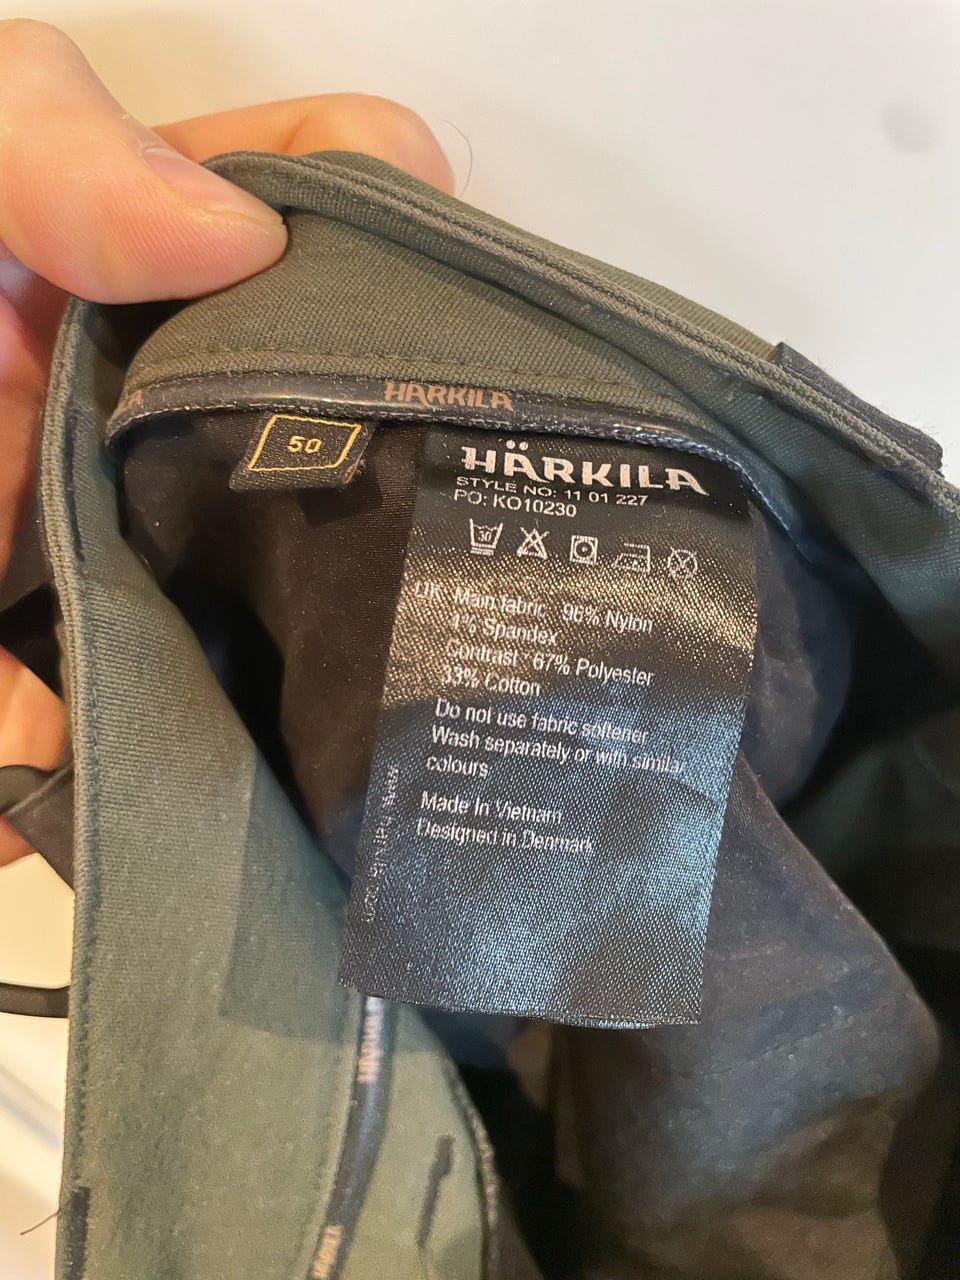 HÄRKILA
50
HÄRKILA
STYLE NO: 11 01 227
PO: KO10230
30
UK Main fabric 96% Nylon
4% Spandex
Contrast 67% Polyester
33% Cotton
Do not use fabric softener
Wash separately or with similar
colours
Made In Vietnam
Designed in Denmark